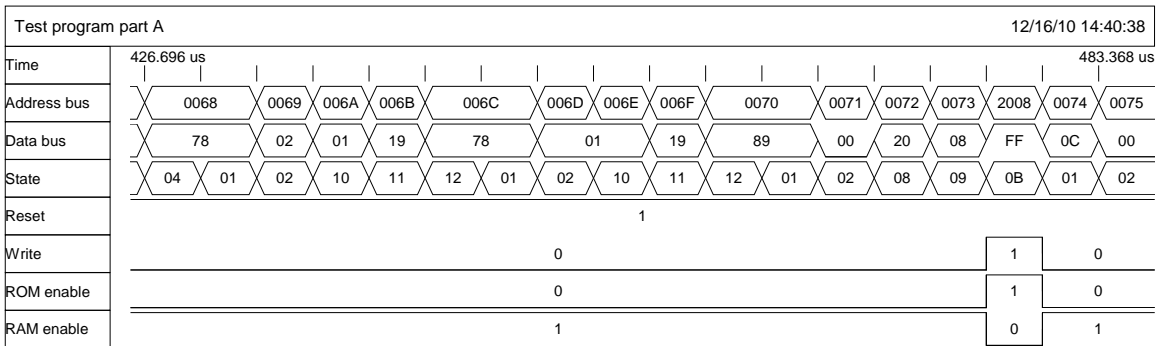 Test program part A 12/16/10 14:40:38
Time 426.696 us 483.368 us
Address bus 0068 0069 006A 006B 006C 006D 006E 006F 0070 0071 0072 0073 2008 0074 0075
Data bus 78 02 01 19 78 01 19 89 00 20 08 FF 0C 00
State 04 01 02 10 11 12 01 02 10 11 12 01 02 08 09 0B 01 02
Reset 1
Write 0 1 0
ROM enable 0 1 0
RAM enable 1 0 1